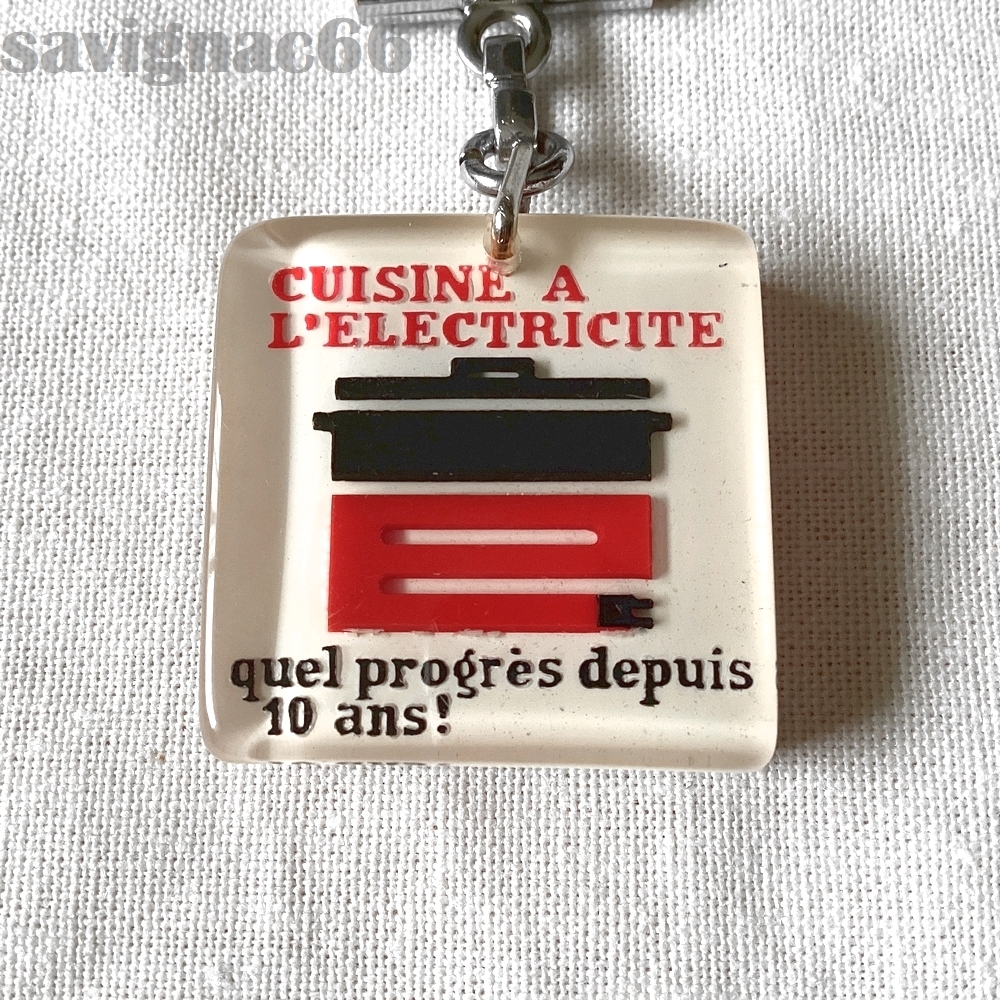 savignac66
CUISINE A
L'ELECTRICITE
quel progrès depuis
10 ans!